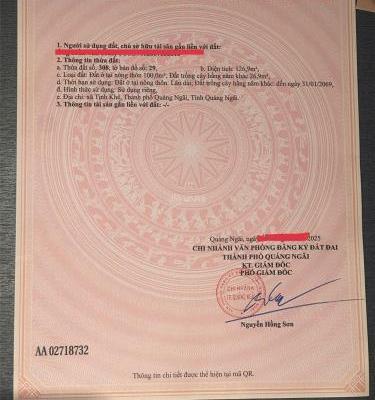 1. Người sử dụng đất, chủ sở hữu tài sản gắn liền với đất:
2. Thông tin thửa đất:
a. Thửa đất số: 308; tờ bản đồ số: 29, b. Diện tích: 126,9m²,
c. Loại đất: Đất ở tại nông thôn 100,0m²; Đất trồng cây hằng năm khác 26,9m²,
d. Thời hạn sử dụng: Đất ở tại nông thôn: Lâu dài; Đất trồng cây hằng năm khác: đến ngày 31/01/2069,
đ. Hình thức sử dụng: Sử dụng riêng,
e. Địa chỉ: xã Tịnh Khê, Thành phố Quảng Ngãi, Tỉnh Quảng Ngãi.
3. Thông tin tài sản gắn liền với đất: -/-
Quảng Ngãi, ngày 2025
CHI NHÁNH VĂN PHÒNG ĐĂNG KÝ ĐẤT ĐAI
THÀNH PHỐ QUẢNG NGÃI
KT. GIÁM ĐỐC
PHÓ GIÁM ĐỐC
CHI NHÁNH
Nguyễn Hồng Sơn
AA 02718732
Thông tin chi tiết được thể hiện tại mã QR.